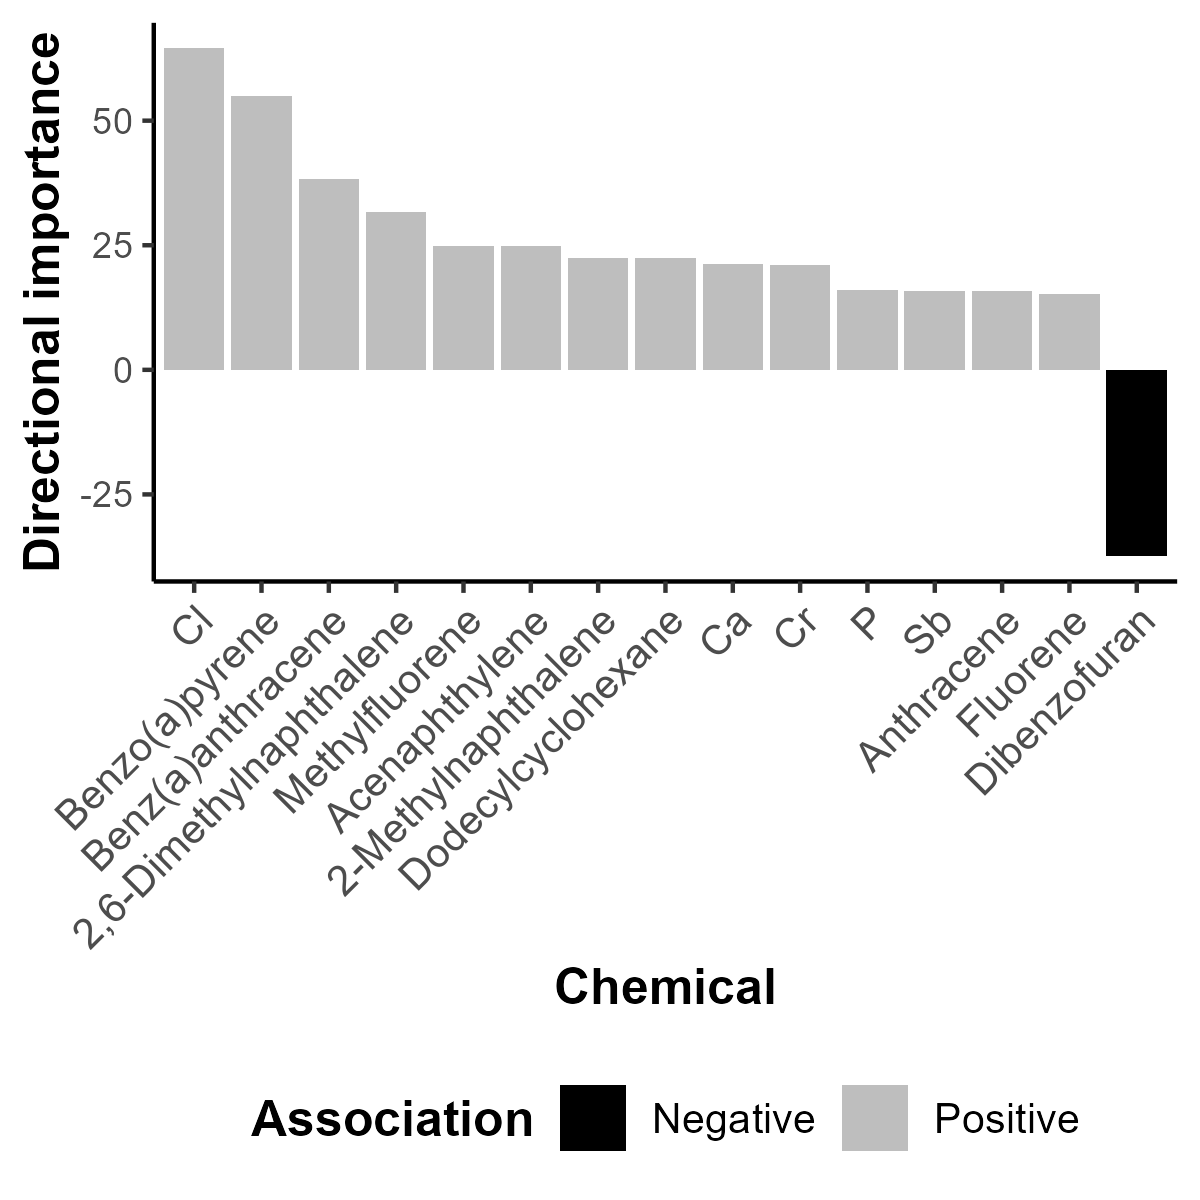 Directional importance
50
25
0
-25
Cl
Benzo(a)pyrene
Benz(a)anthracene
2,6-Dimethylnaphthalene
Methylfluorene
Acenaphthylene
2-Methylnaphthalene
Dodecylcyclohexane
Ca
Cr
P
Sb
Anthracene
Fluorene
Dibenzofuran
Chemical
Association Negative Positive